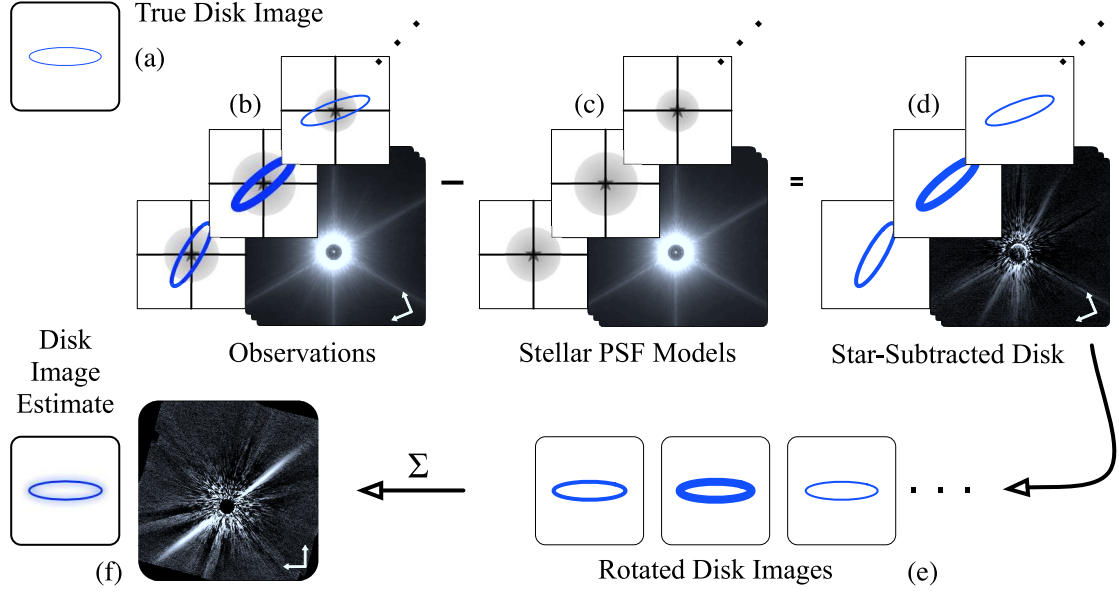 True Disk Image
(a)
(b)
(c)
(d)
Observations
Stellar PSF Models
Star-Subtracted Disk
Disk
Image
Estimate
Σ
(f)
Rotated Disk Images
(e)